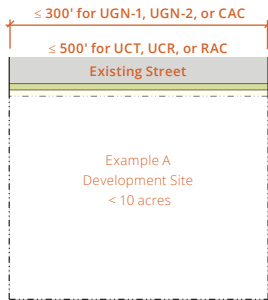 ≤ 300' for UGN-1, UGN-2, or CAC
≤ 500' for UCT, UCR, or RAC
Existing Street
Example A
Development Site
< 10 acres